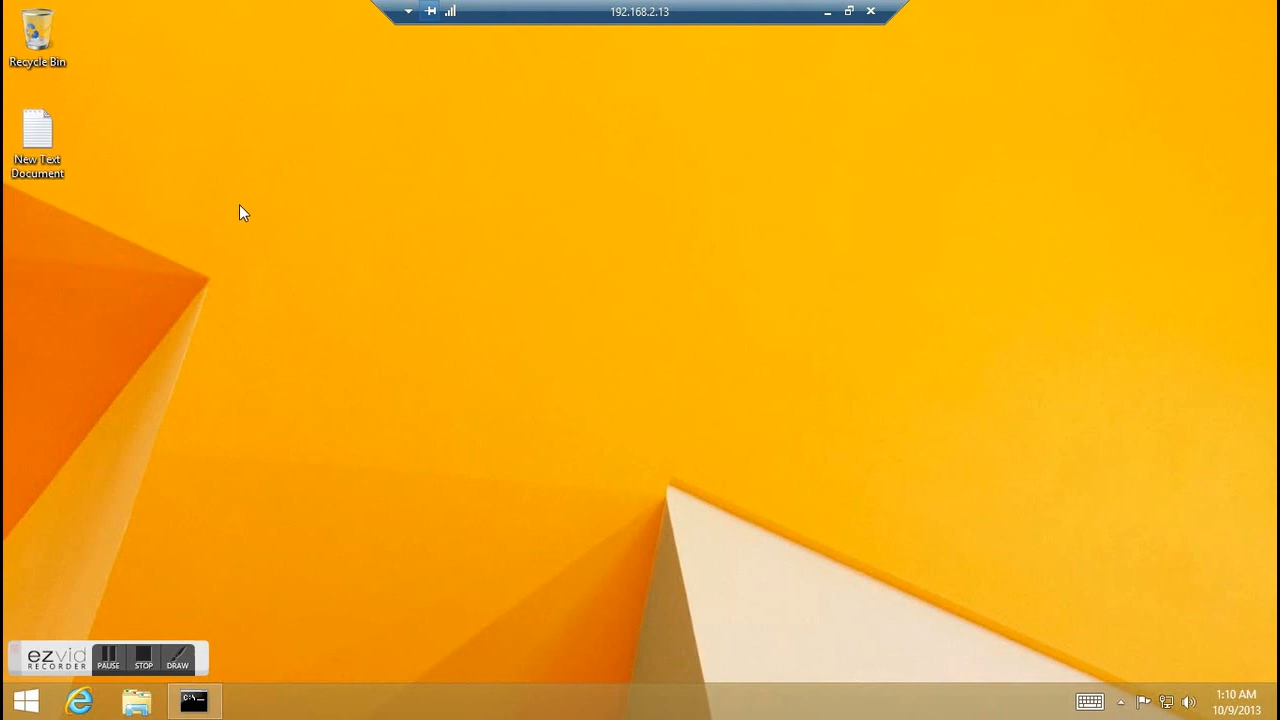 192.168.2.13
Recycle Bin
New Text
Document
ezvid
RECORDER
PAUSE
STOP
DRAW
C:\
1:10 AM
10/9/2013